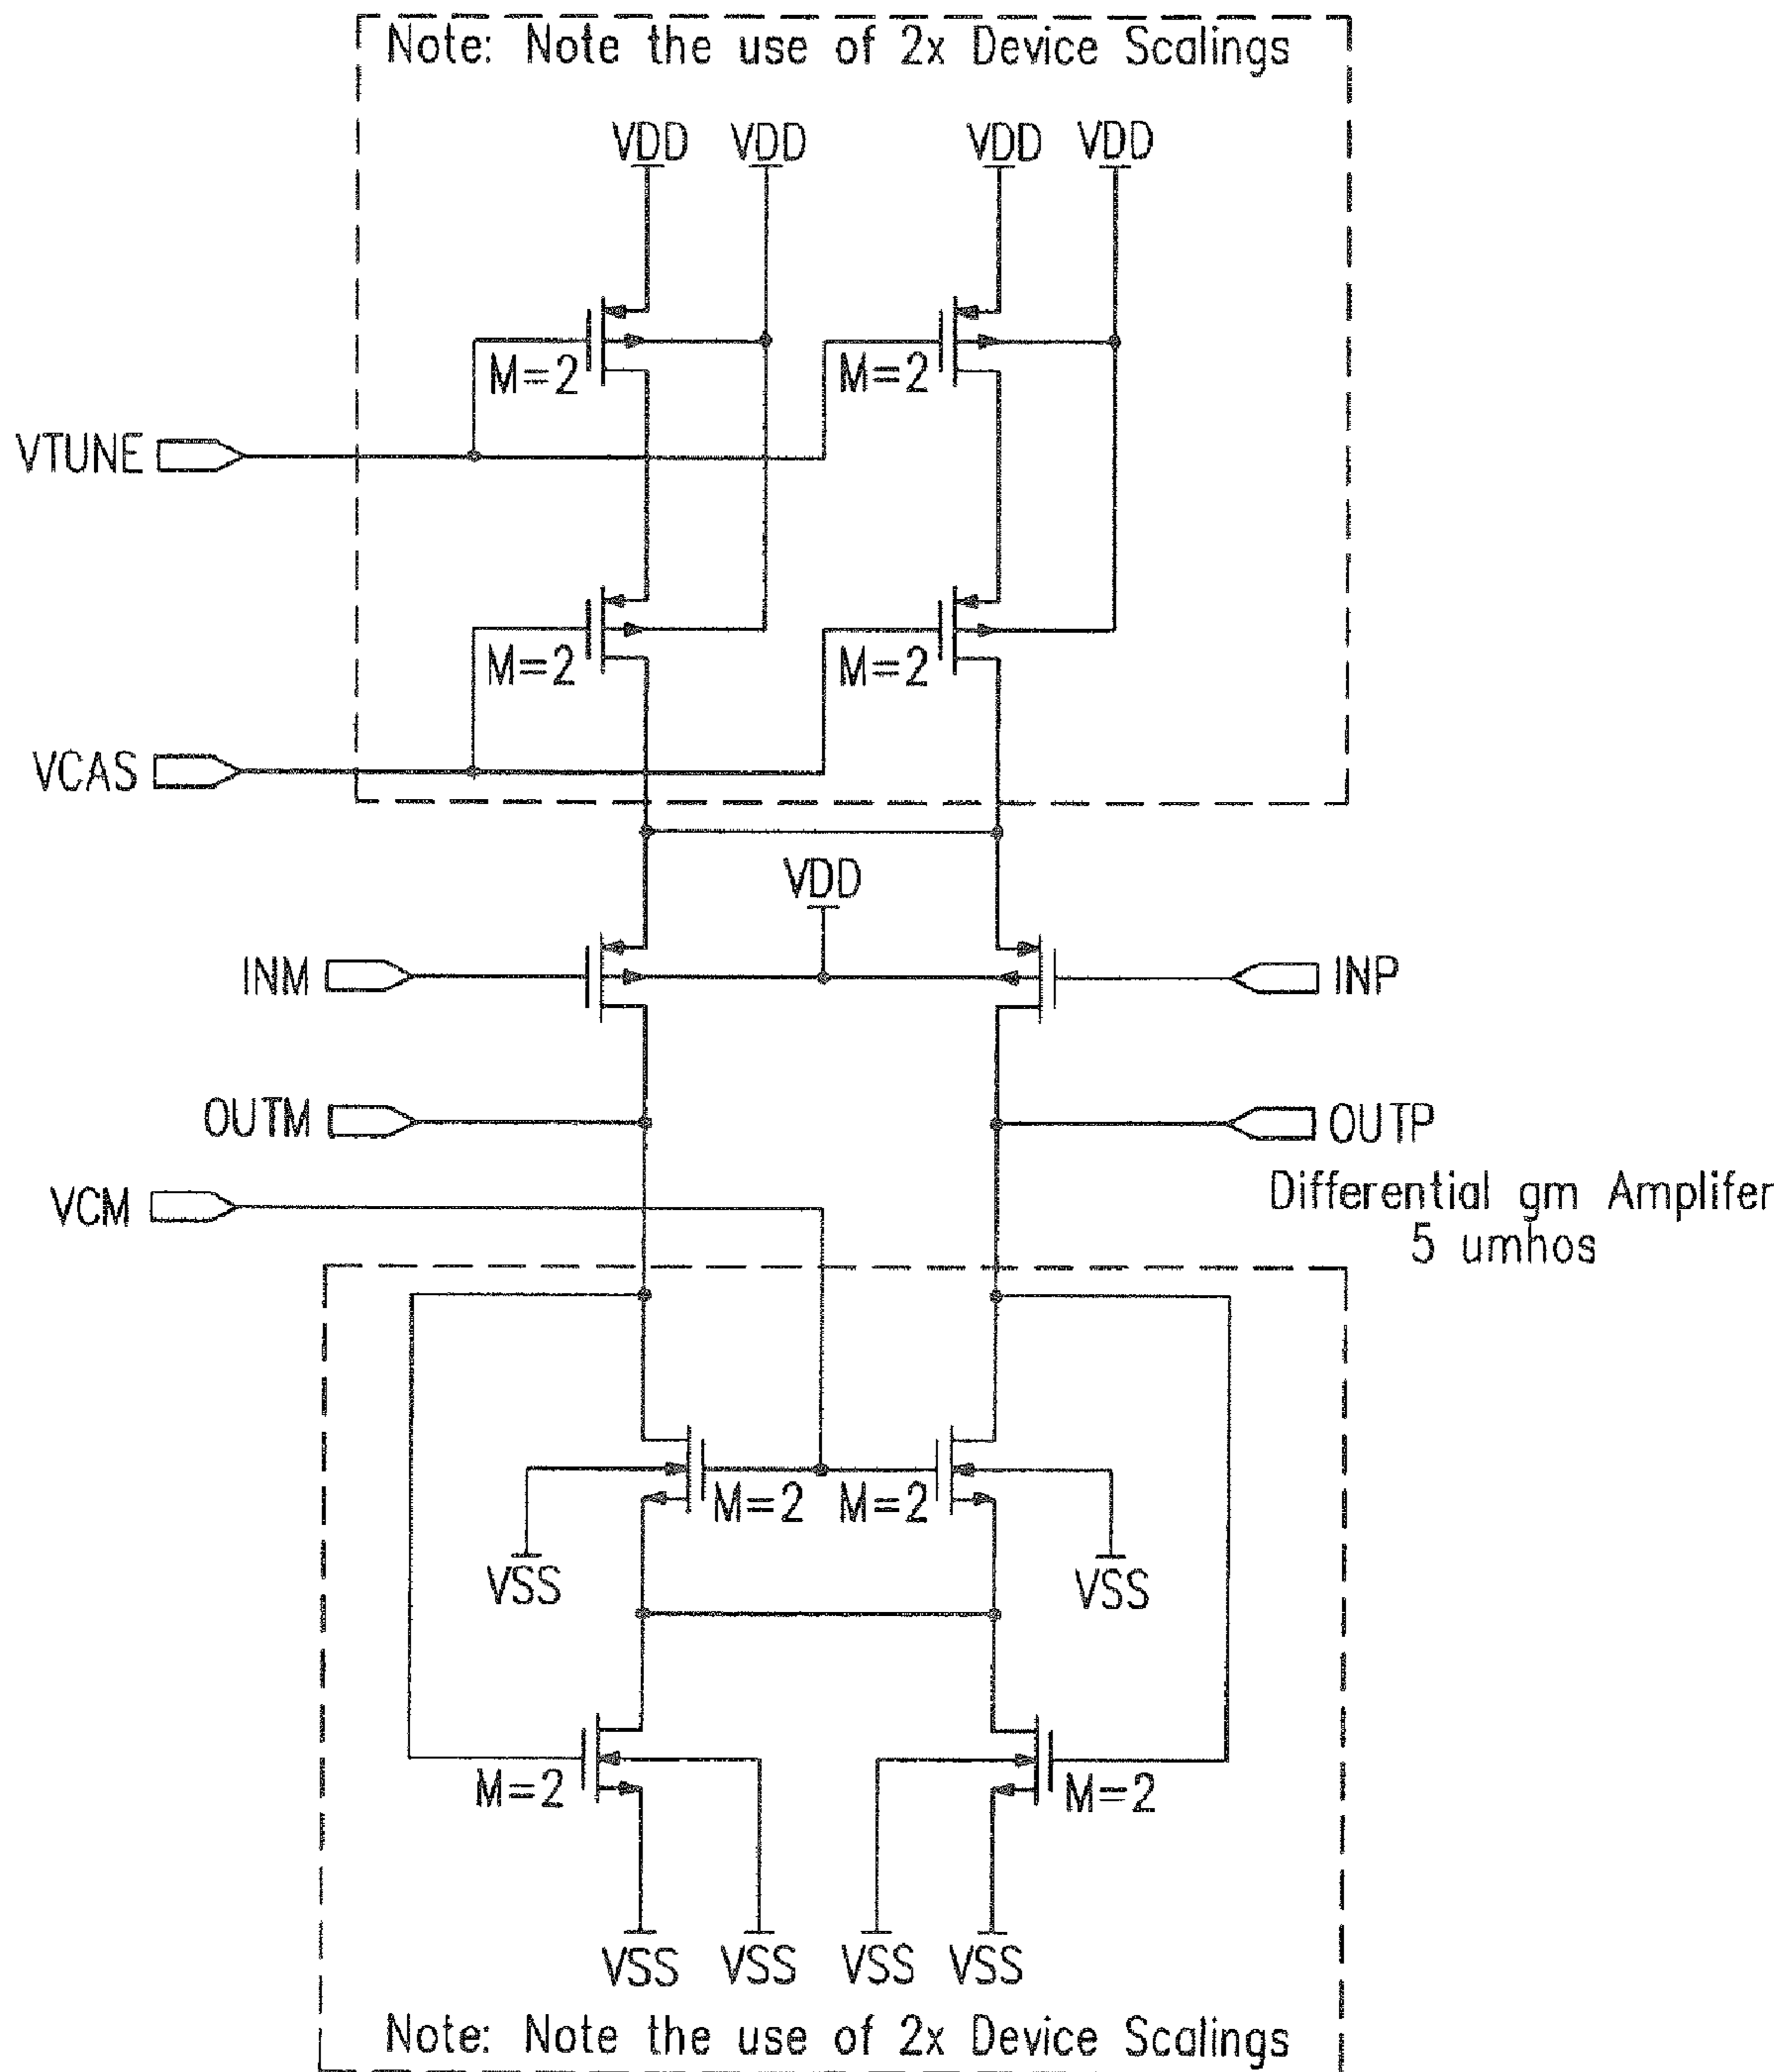 Note: Note the use of 2x Device Scalings
VDD VDD VDD VDD
M=2 M=2
VTUNE
M=2 M=2
VCAS
VDD
INM INP
OUTM OUTP
VCM
Differential gm Amplifer
5 umhos
M=2 M=2
VSS VSS
M=2 M=2
VSS VSS VSS VSS
Note: Note the use of 2x Device Scalings